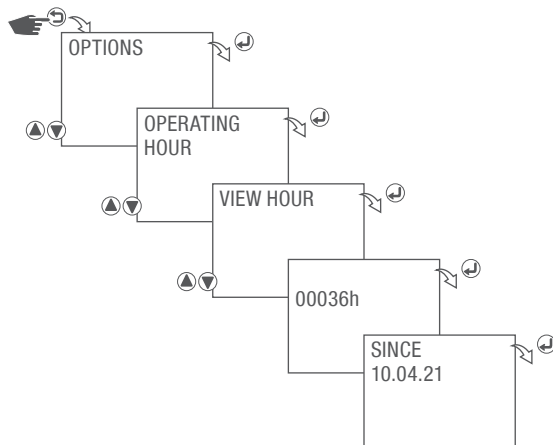 OPTIONS
OPERATING
HOUR
VIEW HOUR
00036h
SINCE
10.04.21